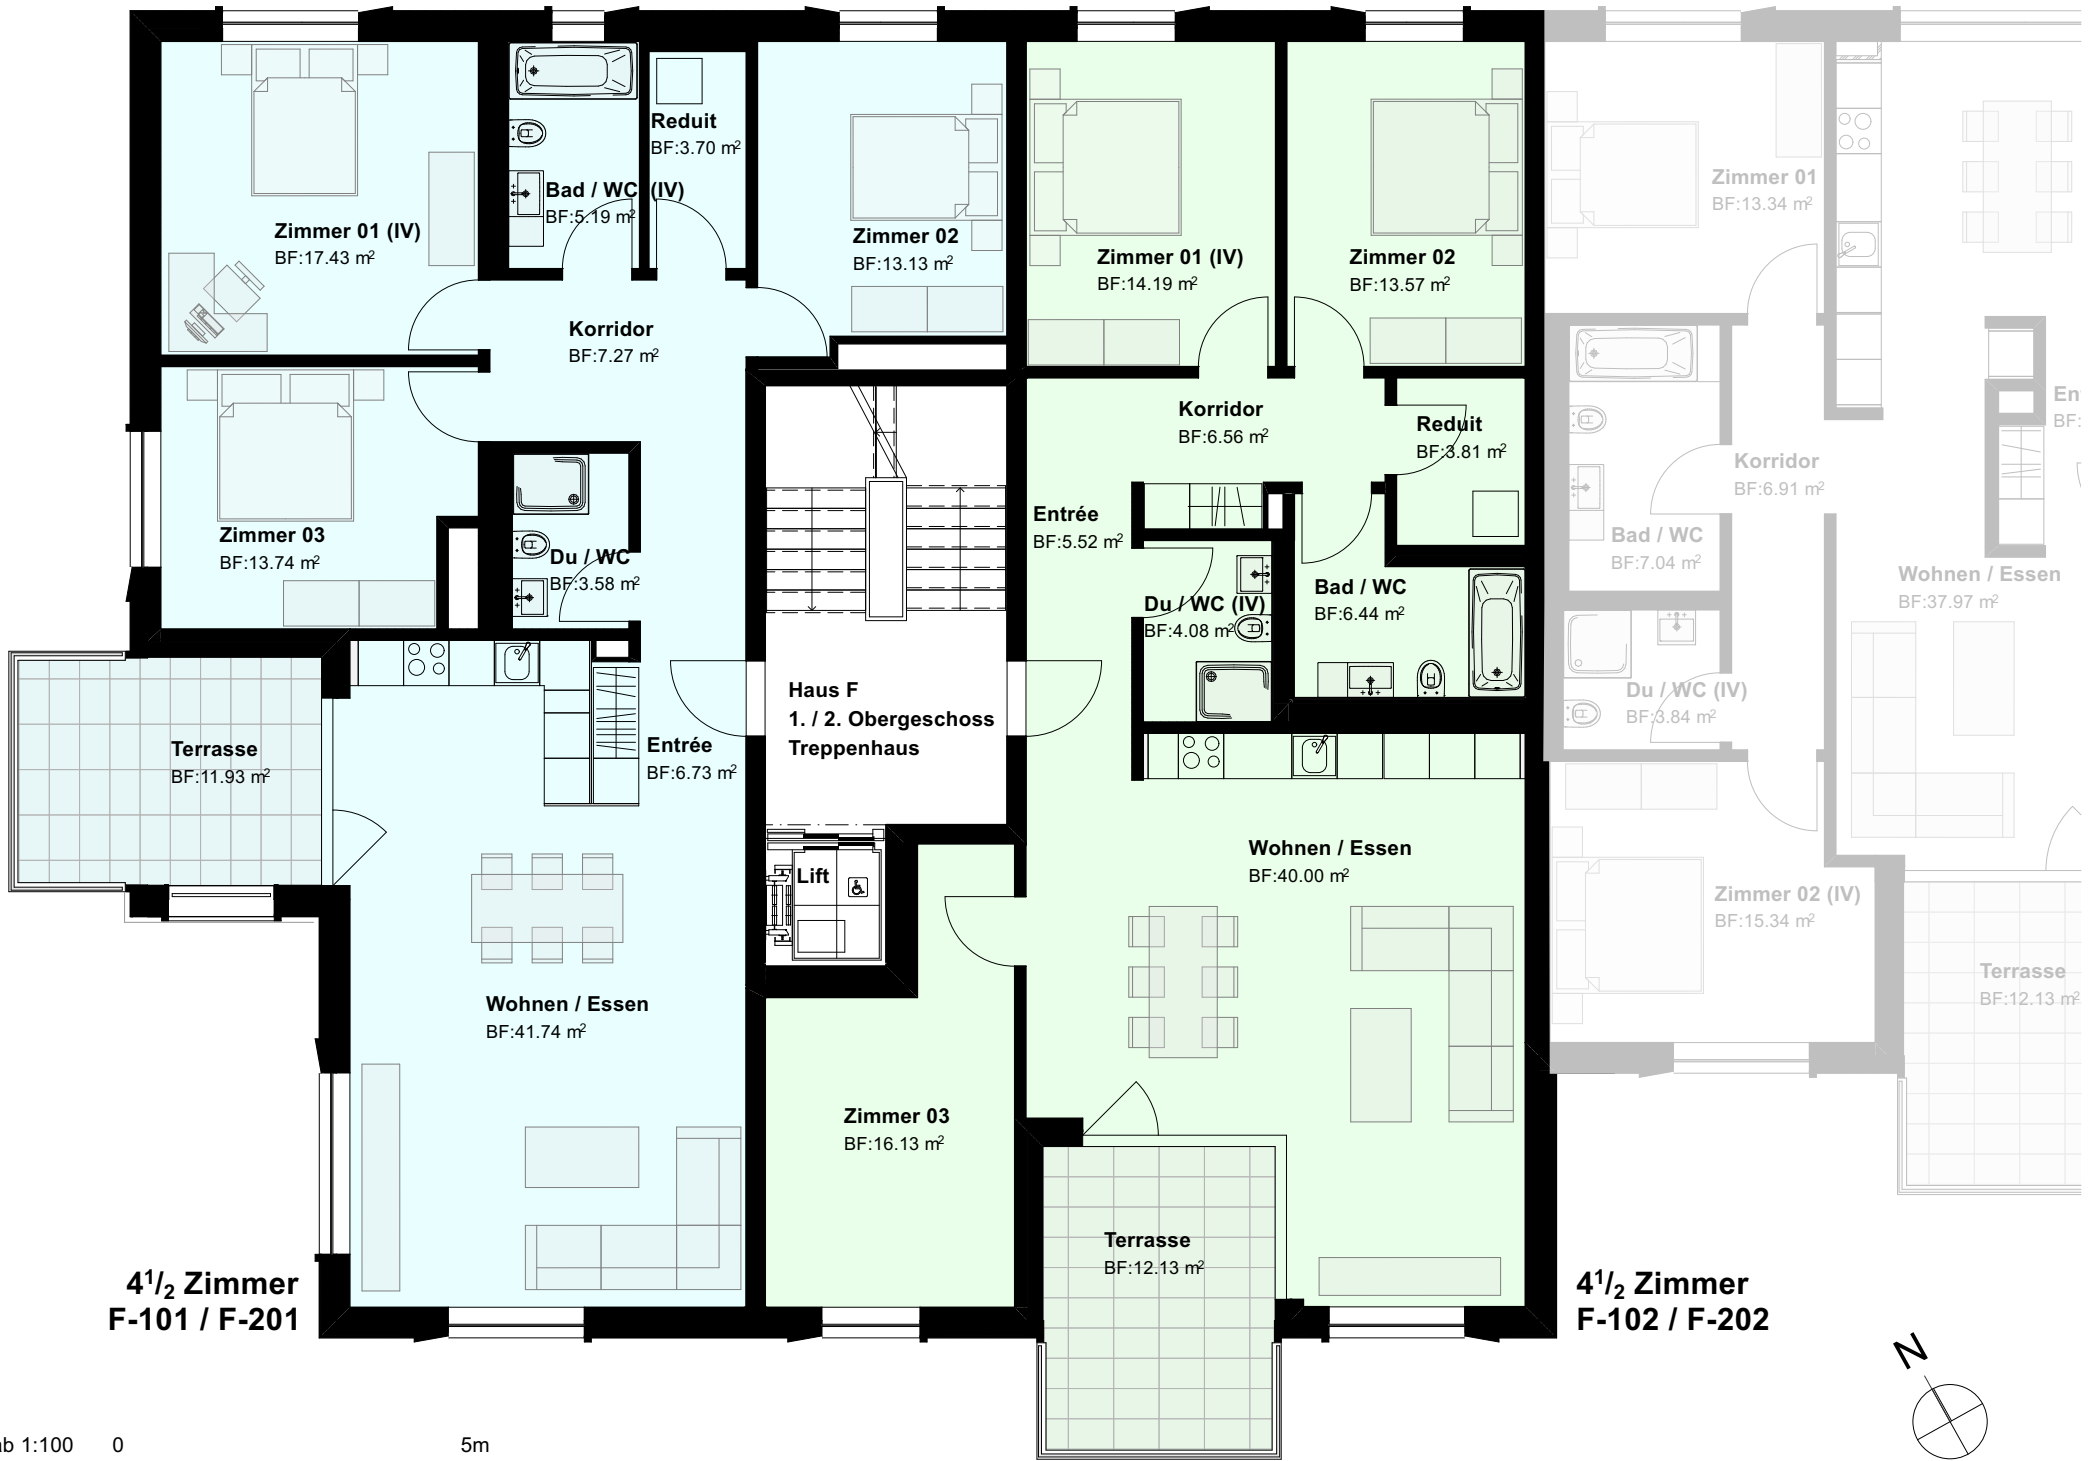 Zimmer 01 (IV)
BF:17.43 m²
Bad / WC (IV)
BF:5.19 m²
Reduit
BF:3.70 m²
Zimmer 02
BF:13.13 m²
Korridor
BF:7.27 m²
Zimmer 03
BF:13.74 m²
Du / WC
BF:3.58 m²
Terrasse
BF:11.93 m²
Entrée
BF:6.73 m²
Wohnen / Essen
BF:41.74 m²
4¹/₂ Zimmer
F-101 / F-201
Haus F
1. / 2. Obergeschoss
Treppenhaus
Lift
Zimmer 01 (IV)
BF:14.19 m²
Zimmer 02
BF:13.57 m²
Korridor
BF:6.56 m²
Reduit
BF:3.81 m²
Entrée
BF:5.52 m²
Du / WC (IV)
BF:4.08 m²
Bad / WC
BF:6.44 m²
Wohnen / Essen
BF:40.00 m²
Zimmer 03
BF:16.13 m²
Terrasse
BF:12.13 m²
4¹/₂ Zimmer
F-102 / F-202
Zimmer 01
BF:13.34 m²
Korridor
BF:6.91 m²
Bad / WC
BF:7.04 m²
Du / WC (IV)
BF:3.84 m²
Wohnen / Essen
BF:37.97 m²
En
BF:
Zimmer 02 (IV)
BF:15.34 m²
Terrasse
BF:12.13 m²
N
ab 1:100 0 5m